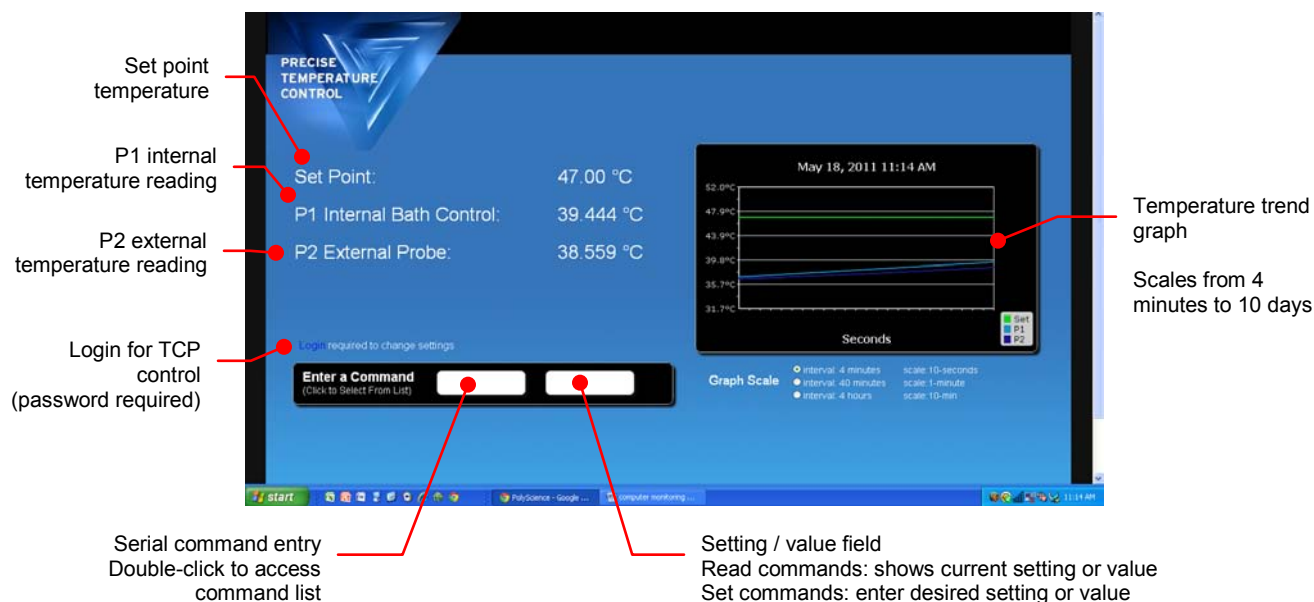 PRECISE
TEMPERATURE
CONTROL
Set point
temperature
P1 internal
temperature reading
P2 external
temperature reading
Login for TCP
control
(password required)
Set Point: 47.00 °C
P1 Internal Bath Control: 39.444 °C
P2 External Probe: 38.559 °C
Login required to change settings
Enter a Command
(Click to Select From List)
May 18, 2011 11:14 AM
52.0°C
47.9°C
43.9°C
39.8°C
35.7°C
31.7°C
Seconds
Set
P1
P2
Graph Scale
interval: 4 minutes scale:10-seconds
interval: 40 minutes scale:1-minute
interval: 4 hours scale:10-min
Temperature trend
graph
Scales from 4
minutes to 10 days
start
PolyScience - Google ...
computer monitoring ...
11:14 AM
Serial command entry
Double-click to access
command list
Setting / value field
Read commands: shows current setting or value
Set commands: enter desired setting or value